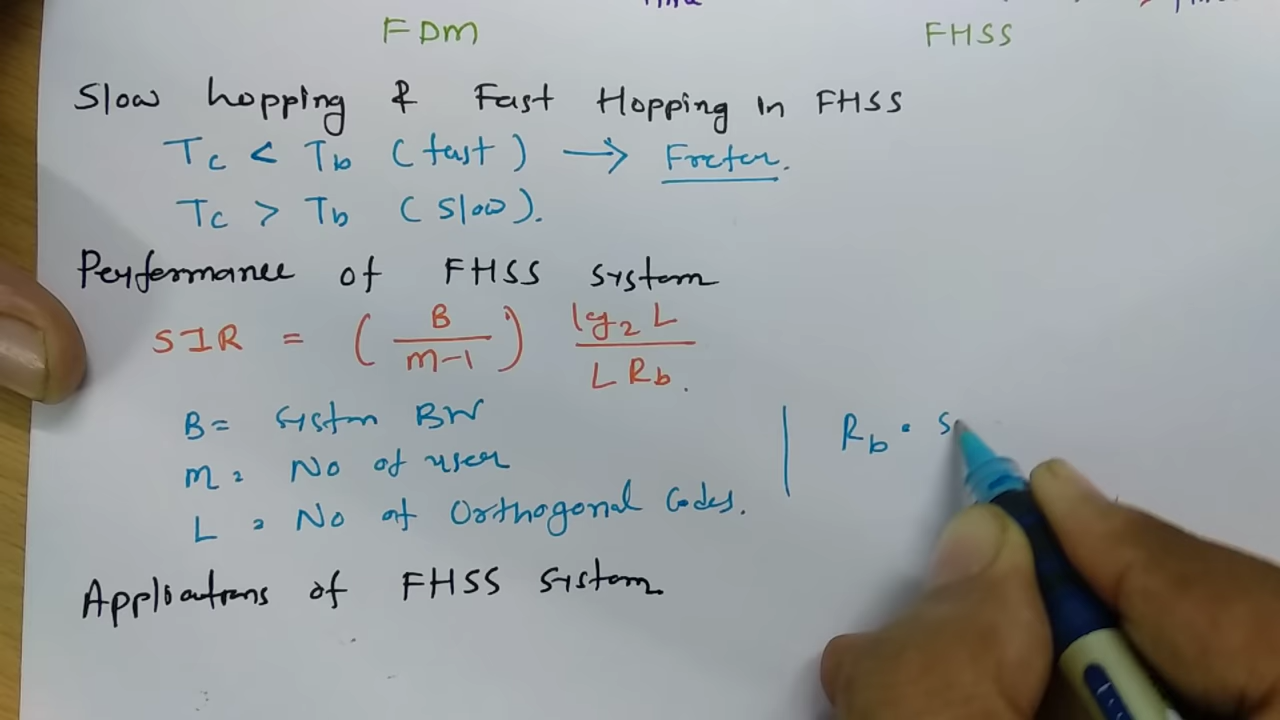 FDM
FHSS
Slow hopping & Fast Hopping in FHSS
Tc < Tb (fast) → Freter.
Tc > Tb (slow).
Performance of FHSS system
SIR = (B / m-1) log2 L / L Rb.
B = system BW
m = No of user
L = No of Orthogonal Codes.
Rb = s
Applications of FHSS system